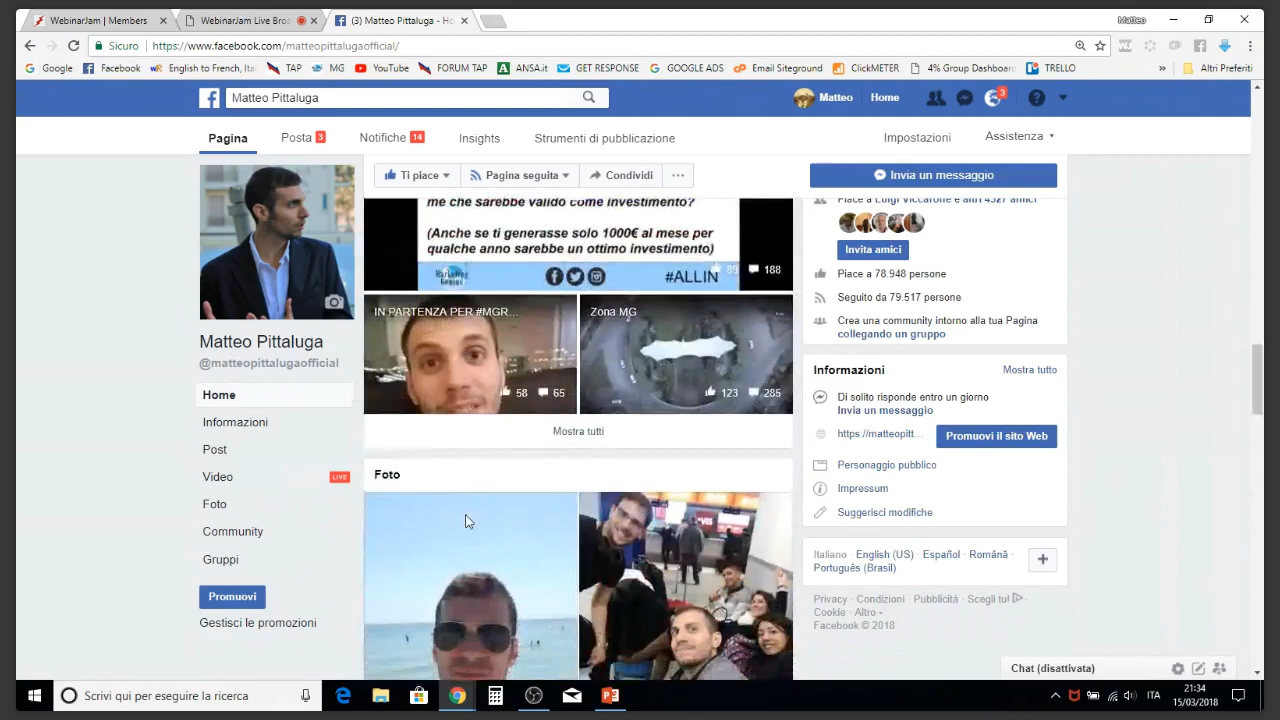 WebinarJam | Members
WebinarJam Live Broa
(3) Matteo Pittaluga - Ho
Matteo
Sicuro
https://www.facebook.com/matteopittalugaofficial/
Google
Facebook
English to French, Ita
TAP
MG
YouTube
FORUM TAP
ANSA.it
GET RESPONSE
GOOGLE ADS
Email Siteground
ClickMETER
4% Group Dashboar
TRELLO
»
Altri Preferiti
Matteo Pittaluga
Matteo
Home
3
Pagina
Posta 3
Notifiche 14
Insights
Strumenti di pubblicazione
Impostazioni
Assistenza
Ti piace
Pagina seguita
Condividi
...
Invia un messaggio
me che sarebbe valido come investimento?
(Anche se ti generasse solo 1000€ al mese per
qualche anno sarebbe un ottimo investimento)
#ALLIN
89
188
IN PARTENZA PER #MGR...
58
65
Zona MG
123
285
Mostra tutti
Foto
Matteo Pittaluga
@matteopittalugaofficial
Home
Informazioni
Post
Video
LIVE
Foto
Community
Gruppi
Promuovi
Gestisci le promozioni
Piace a Luigi Viccarone e altri 4327 amici
Invita amici
Piace a 78.948 persone
Seguito da 79.517 persone
Crea una community intorno alla tua Pagina
collegando un gruppo
Informazioni
Mostra tutto
Di solito risponde entro un giorno
Invia un messaggio
https://matteopitt...
Promuovi il sito Web
Personaggio pubblico
Impressum
Suggerisci modifiche
Italiano · English (US) · Español · Română ·
Português (Brasil)
Privacy · Condizioni · Pubblicità · Scegli tu! ·
Cookie · Altro
Facebook © 2018
Chat (disattivata)
Scrivi qui per eseguire la ricerca
ITA
21:34
15/03/2018